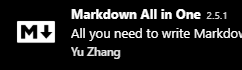 Markdown All in One 2.5.1
M
All you need to write Markdow
Yu Zhang